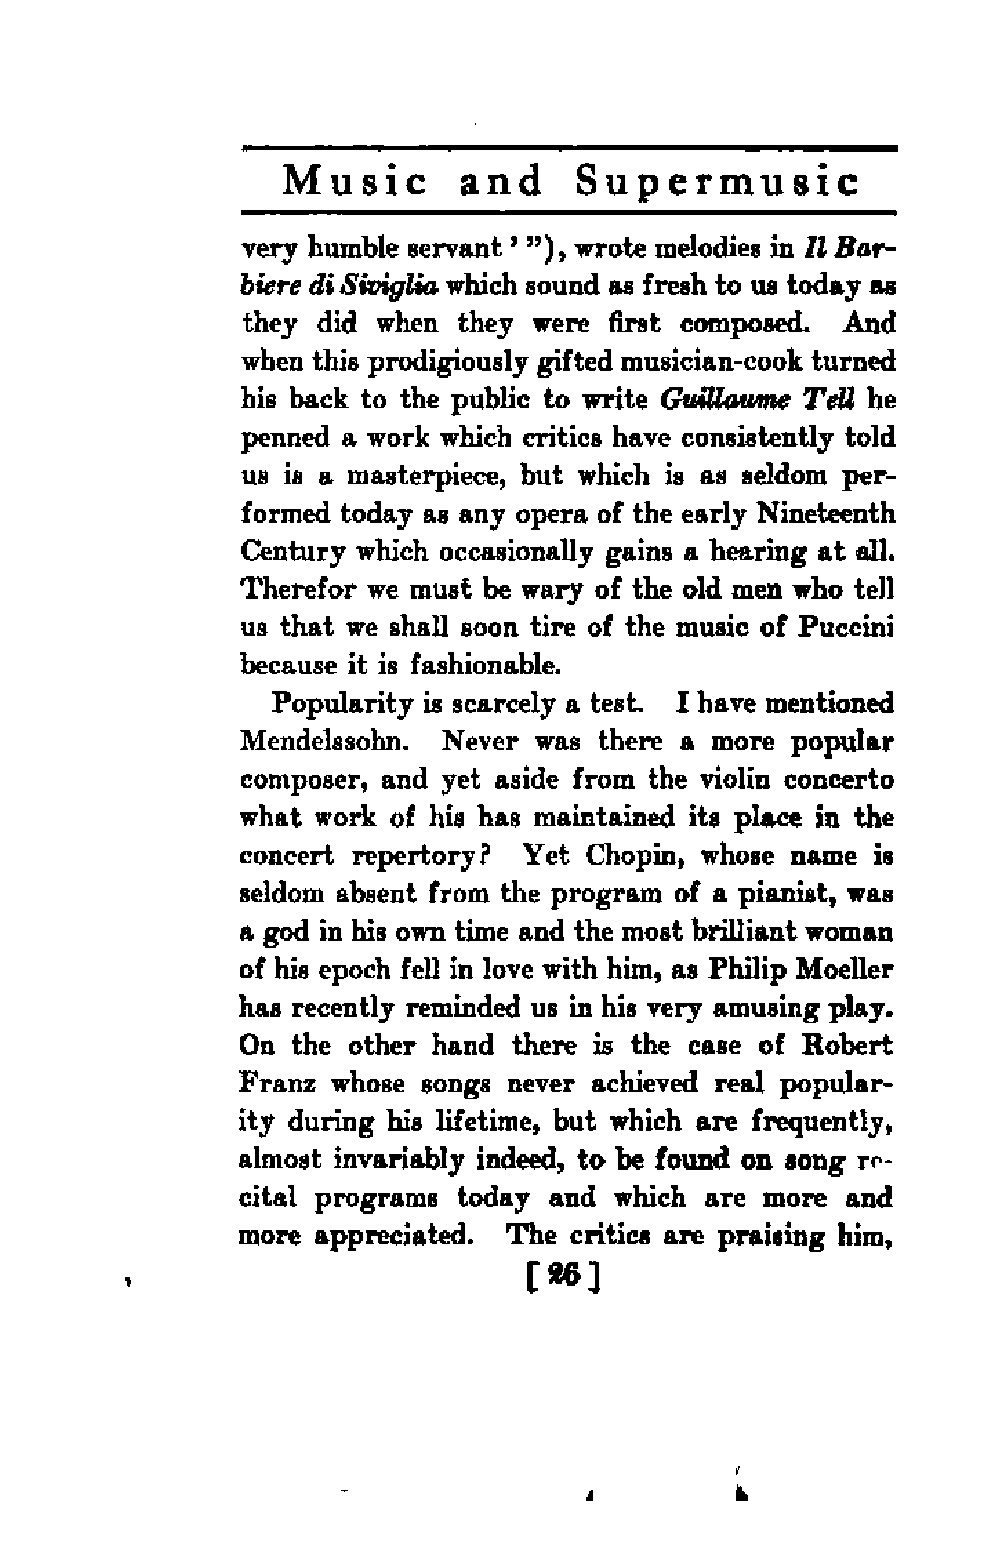 Music and Supermusic
very humble servant ' "), wrote melodies in Il Bar-
biere di Siviglia which sound as fresh to us today as
they did when they were first composed. And
when this prodigiously gifted musician-cook turned
his back to the public to write Guillaume Tell he
penned a work which critics have consistently told
us is a masterpiece, but which is as seldom per-
formed today as any opera of the early Nineteenth
Century which occasionally gains a hearing at all.
Therefor we must be wary of the old men who tell
us that we shall soon tire of the music of Puccini
because it is fashionable.
Popularity is scarcely a test. I have mentioned
Mendelssohn. Never was there a more popular
composer, and yet aside from the violin concerto
what work of his has maintained its place in the
concert repertory? Yet Chopin, whose name is
seldom absent from the program of a pianist, was
a god in his own time and the most brilliant woman
of his epoch fell in love with him, as Philip Moeller
has recently reminded us in his very amusing play.
On the other hand there is the case of Robert
Franz whose songs never achieved real popular-
ity during his lifetime, but which are frequently,
almost invariably indeed, to be found on song re-
cital programs today and which are more and
more appreciated. The critics are praising him,
[26]